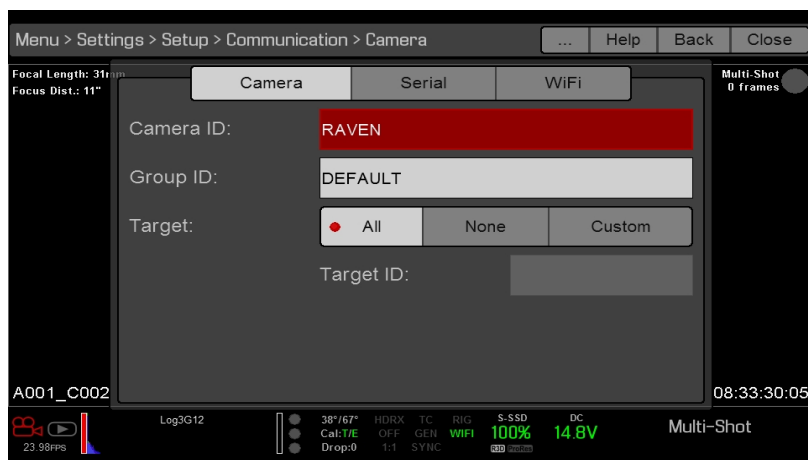 Menu > Settings > Setup > Communication > Camera
... Help Back Close
Focal Length: 31mm
Focus Dist.: 11"
Multi-Shot
0 frames
Camera Serial WiFi
Camera ID: RAVEN
Group ID: DEFAULT
Target: All None Custom
Target ID:
A001_C002
08:33:30:05
Log3G12
38°/67° HDRX TC RIG S-SSD DC
Cal:T/E OFF GEN WIFI 100% 14.8V
Drop:0 1:1 SYNC R3D ProRes
23.98FPS
Multi-Shot